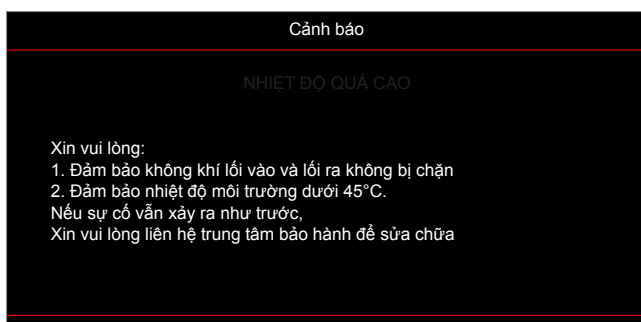 Cảnh báo
NHIỆT ĐỘ QUÁ CAO
Xin vui lòng:
1. Đảm bảo không khí lối vào và lối ra không bị chặn
2. Đảm bảo nhiệt độ môi trường dưới 45°C.
Nếu sự cố vẫn xảy ra như trước,
Xin vui lòng liên hệ trung tâm bảo hành để sửa chữa